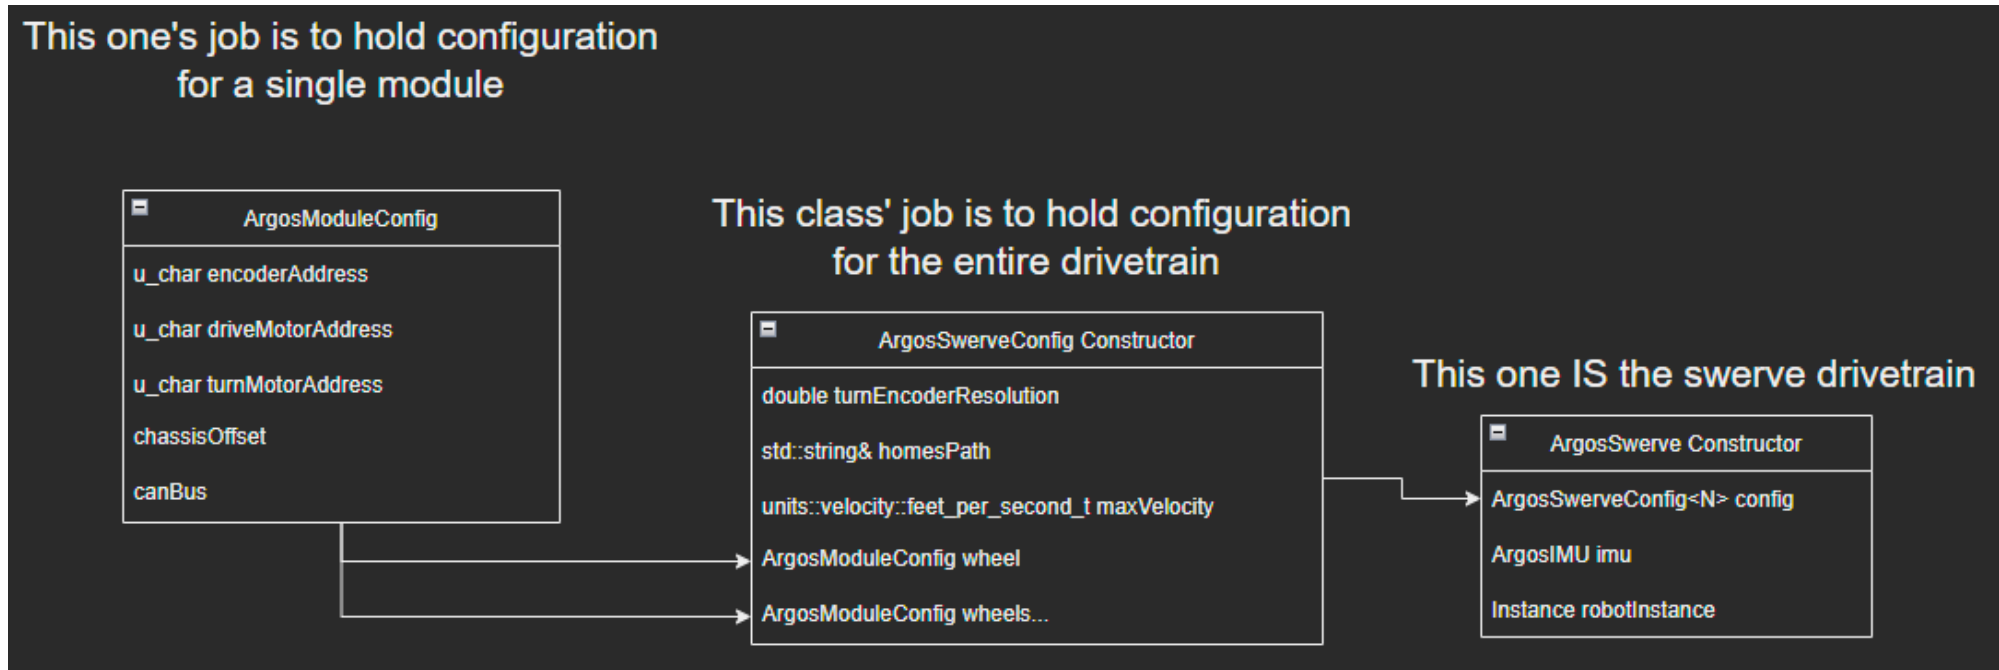 This one's job is to hold configuration
for a single module
ArgosModuleConfig
u_char encoderAddress
u_char driveMotorAddress
u_char turnMotorAddress
chassisOffset
canBus
This class' job is to hold configuration
for the entire drivetrain
ArgosSwerveConfig Constructor
double turnEncoderResolution
std::string& homesPath
units::velocity::feet_per_second_t maxVelocity
ArgosModuleConfig wheel
ArgosModuleConfig wheels...
This one IS the swerve drivetrain
ArgosSwerve Constructor
ArgosSwerveConfig<N> config
ArgosIMU imu
Instance robotInstance